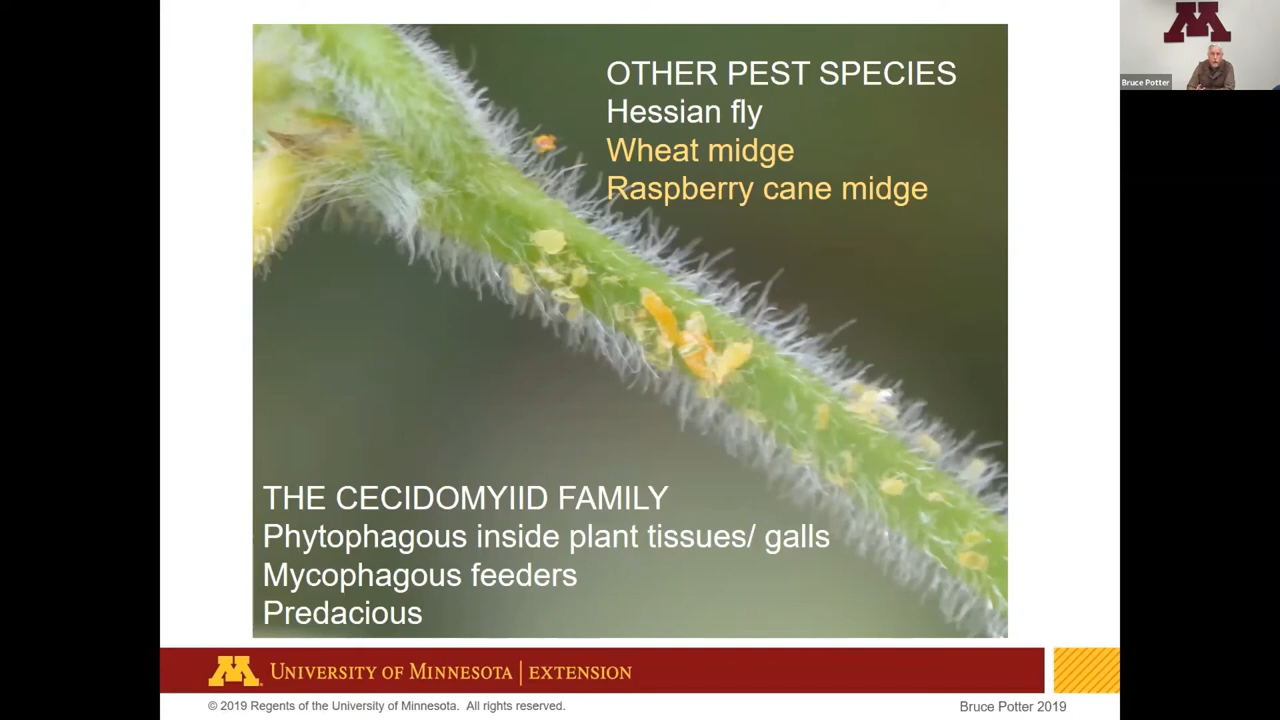 OTHER PEST SPECIES
Hessian fly
Wheat midge
Raspberry cane midge
THE CECIDOMYIID FAMILY
Phytophagous inside plant tissues/ galls
Mycophagous feeders
Predacious
M
Bruce Potter
M UNIVERSITY OF MINNESOTA | EXTENSION
© 2019 Regents of the University of Minnesota. All rights reserved.
Bruce Potter 2019